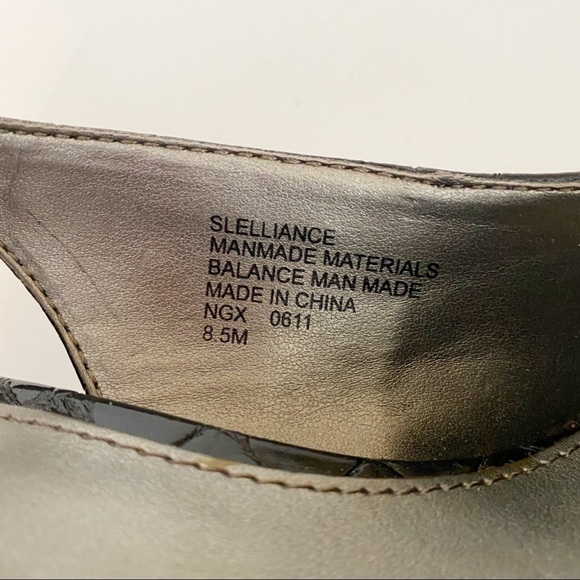 SLELLIANCE
MANMADE MATERIALS
BALANCE MAN MADE
MADE IN CHINA
NGX 0611
8.5M